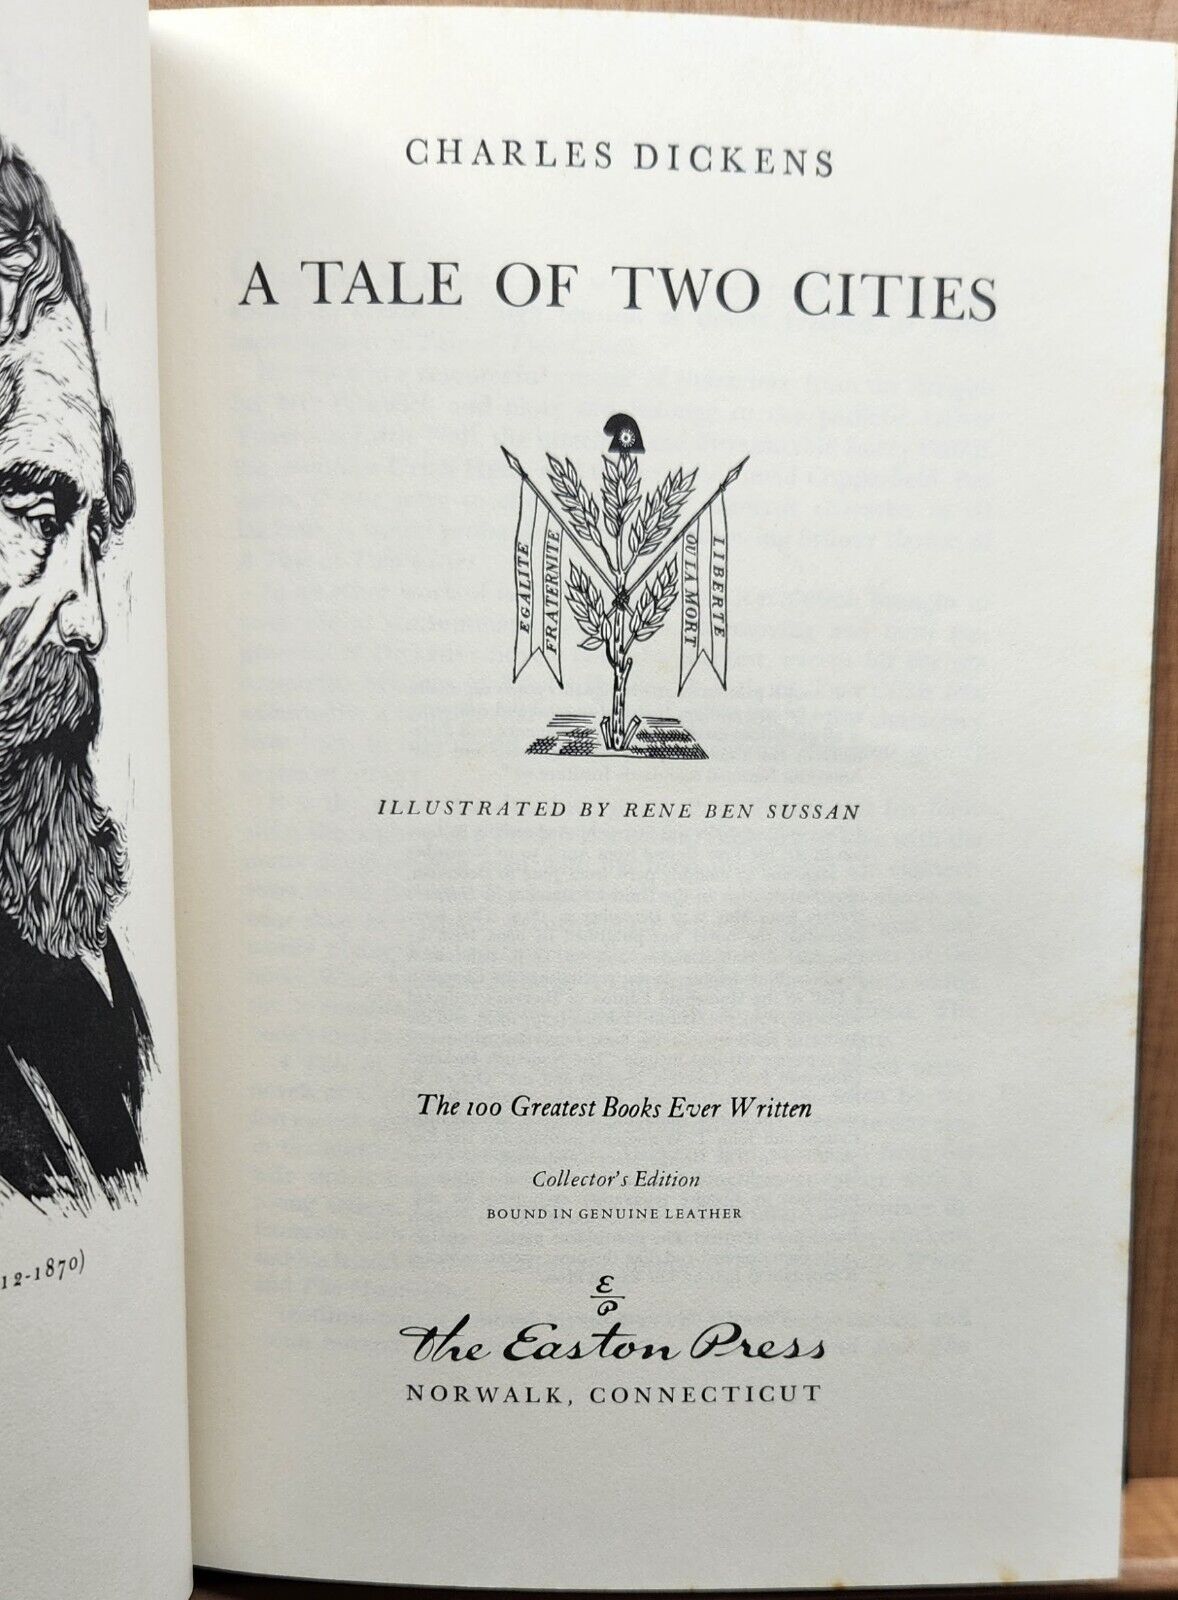 12-1870)
CHARLES DICKENS
A TALE OF TWO CITIES
EGALITE
FRATERNITE
OU LA MORT
LIBERTE
ILLUSTRATED BY RENE BEN SUSSAN
The 100 Greatest Books Ever Written
Collector's Edition
BOUND IN GENUINE LEATHER
E
P
The Easton Press
NORWALK, CONNECTICUT